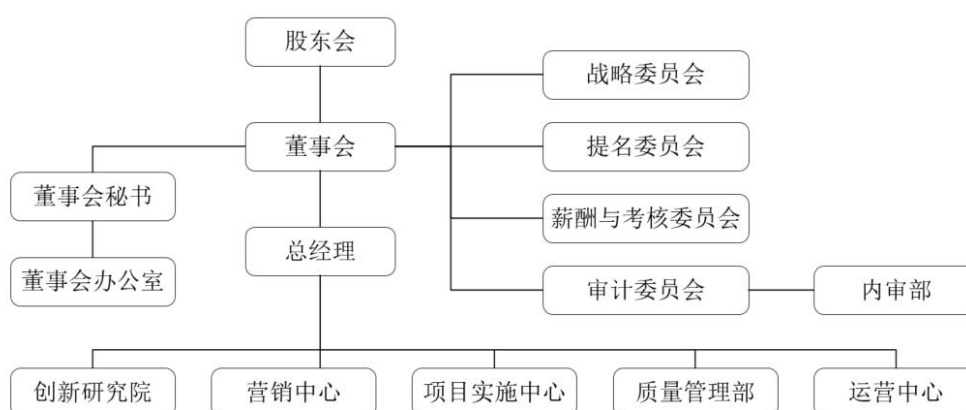 股东会
战略委员会
董事会
提名委员会
董事会秘书
薪酬与考核委员会
总经理
董事会办公室
审计委员会
内审部
创新研究院
营销中心
项目实施中心
质量管理部
运营中心